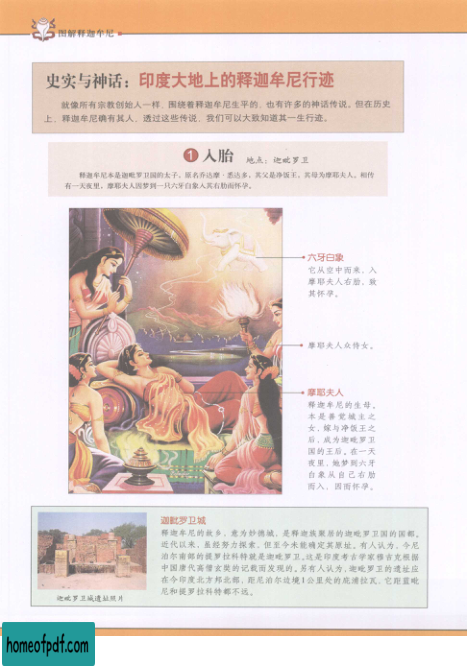 图解释迦牟尼
史实与神话：印度大地上的释迦牟尼行迹
就像所有宗教创始人一样，围绕着释迦牟尼生平的，也有许多的神话传说。但在历史
上，释迦牟尼确有其人，透过这些传说，我们可以大致知道其一生行迹。
1 入胎 地点：迦毗罗卫
释迦牟尼本是迦毗罗卫国的太子，原名乔达摩·悉达多，其父是净饭王，其母为摩耶夫人。相传
有一天夜里，摩耶夫人因梦到一只六牙白象入其右胎而怀孕。
六牙白象
它从空中而来，入
摩耶夫人右胎，致
其怀孕。
摩耶夫人众侍女。
摩耶夫人
释迦牟尼的生母。
本是善觉城主之
女，嫁与净饭王之
后，成为迦毗罗卫
国的王后。在一天
夜里，她梦到六牙
白象从自己右肋
而入，因而怀孕。
迦毗罗卫城
释迦牟尼的故乡，意为妙德城，是释迦族聚居的迦毗罗卫国的国都。
近代以来，虽经努力探索，但至今未能确定其原址。有人认为，今尼
泊尔南部的提罗拉科特就是迦毗罗卫。这是印度考古学家穆吉克根据
中国唐代高僧玄奘的记载而发现的。另有人认为，迦毗罗卫的遗址应
在今印度北方邦北部，距尼泊尔边境1公里处的庇浦拉瓦，它距蓝毗
尼和提罗拉科特都不远。
迦毗罗卫城遗址照片
homeofpdf.com